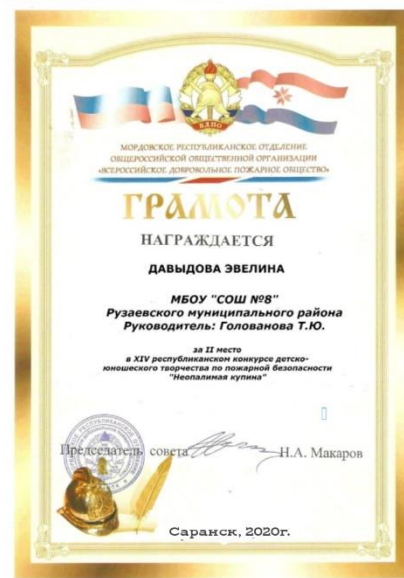 ВДПО
МОРДОВСКОЕ РЕСПУБЛИКАНСКОЕ ОТДЕЛЕНИЕ
ОБЩЕРОССИЙСКОЙ ОБЩЕСТВЕННОЙ ОРГАНИЗАЦИИ
«ВСЕРОССИЙСКОЕ ДОБРОВОЛЬНОЕ ПОЖАРНОЕ ОБЩЕСТВО»
ГРАМОТА
НАГРАЖДАЕТСЯ
ДАВЫДОВА ЭВЕЛИНА
МБОУ "СОШ №8"
Рузаевского муниципального района
Руководитель: Голованова Т.Ю.
за II место
в XIV республиканском конкурсе детско-
юношеского творчества по пожарной безопасности
"Неопалимая купина"
Председатель совета Н.А. Макаров
Саранск, 2020г.